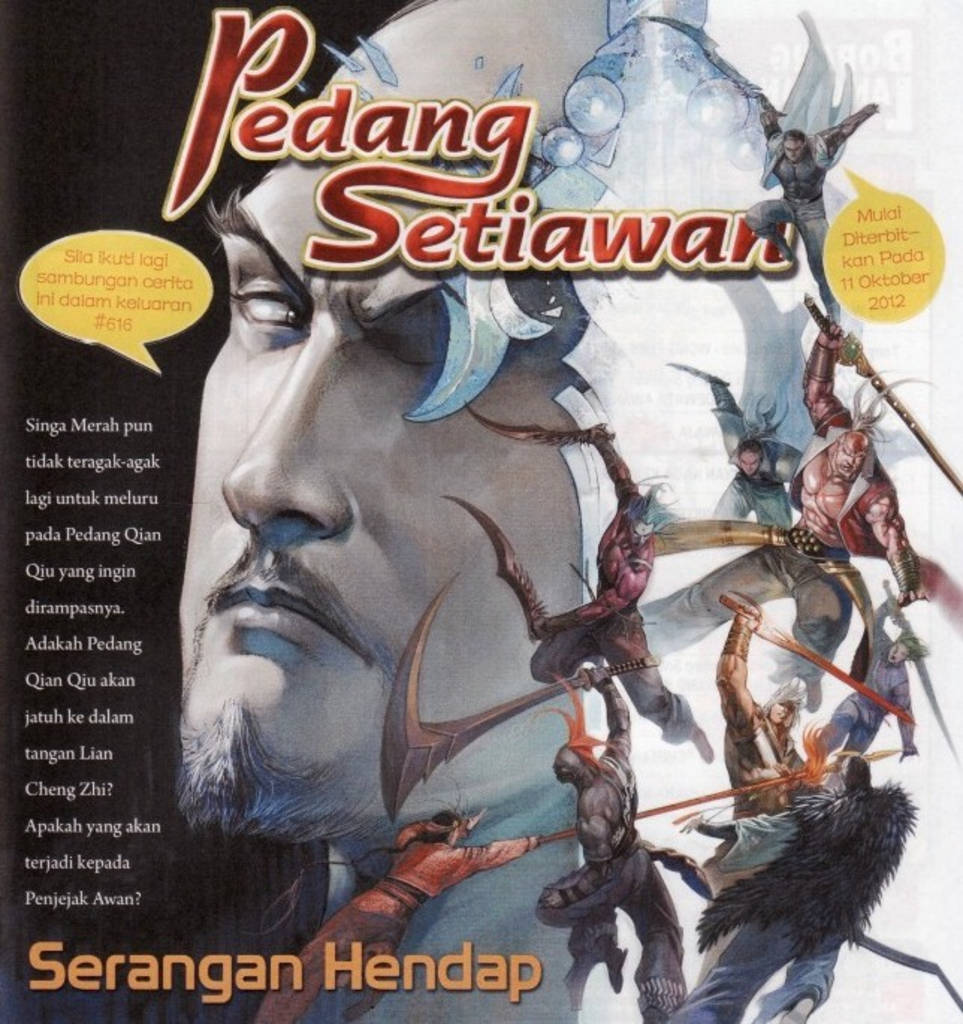 Pedang
Setiawan
Sila ikuti lagi
sambungan cerita
ini dalam keluaran
#616
Mulai
Diterbit-
kan Pada
11 Oktober
2012
Singa Merah pun
tidak teragak-agak
lagi untuk meluru
pada Pedang Qian
Qiu yang ingin
dirampasnya.
Adakah Pedang
Qian Qiu akan
jatuh ke dalam
tangan Lian
Cheng Zhi?
Apakah yang akan
terjadi kepada
Penjejak Awan?
Serangan Hendap